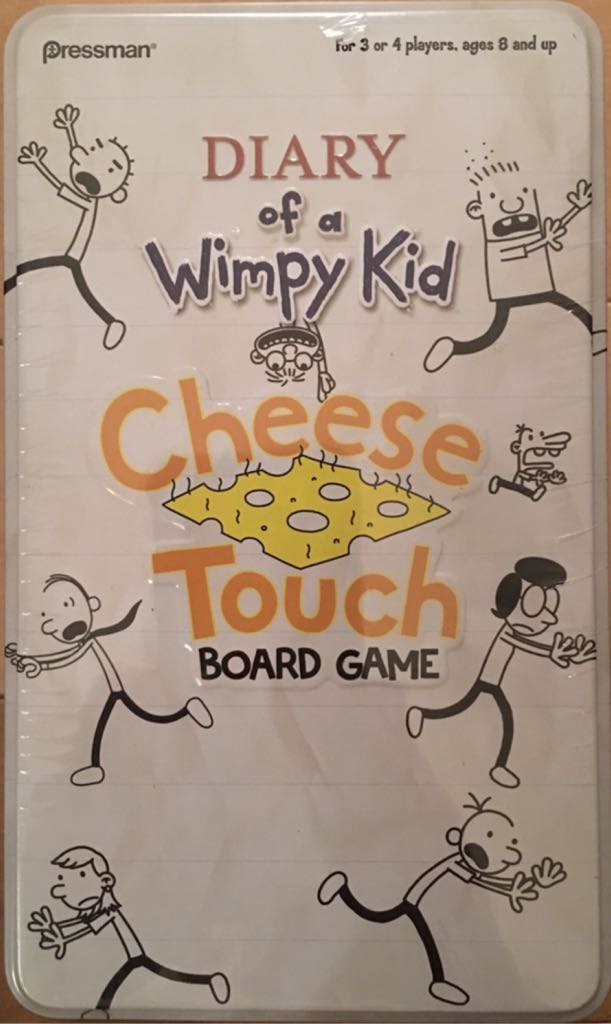 Pressman®
For 3 or 4 players, ages 8 and up
DIARY
of a
Wimpy Kid
Cheese
Touch
BOARD GAME